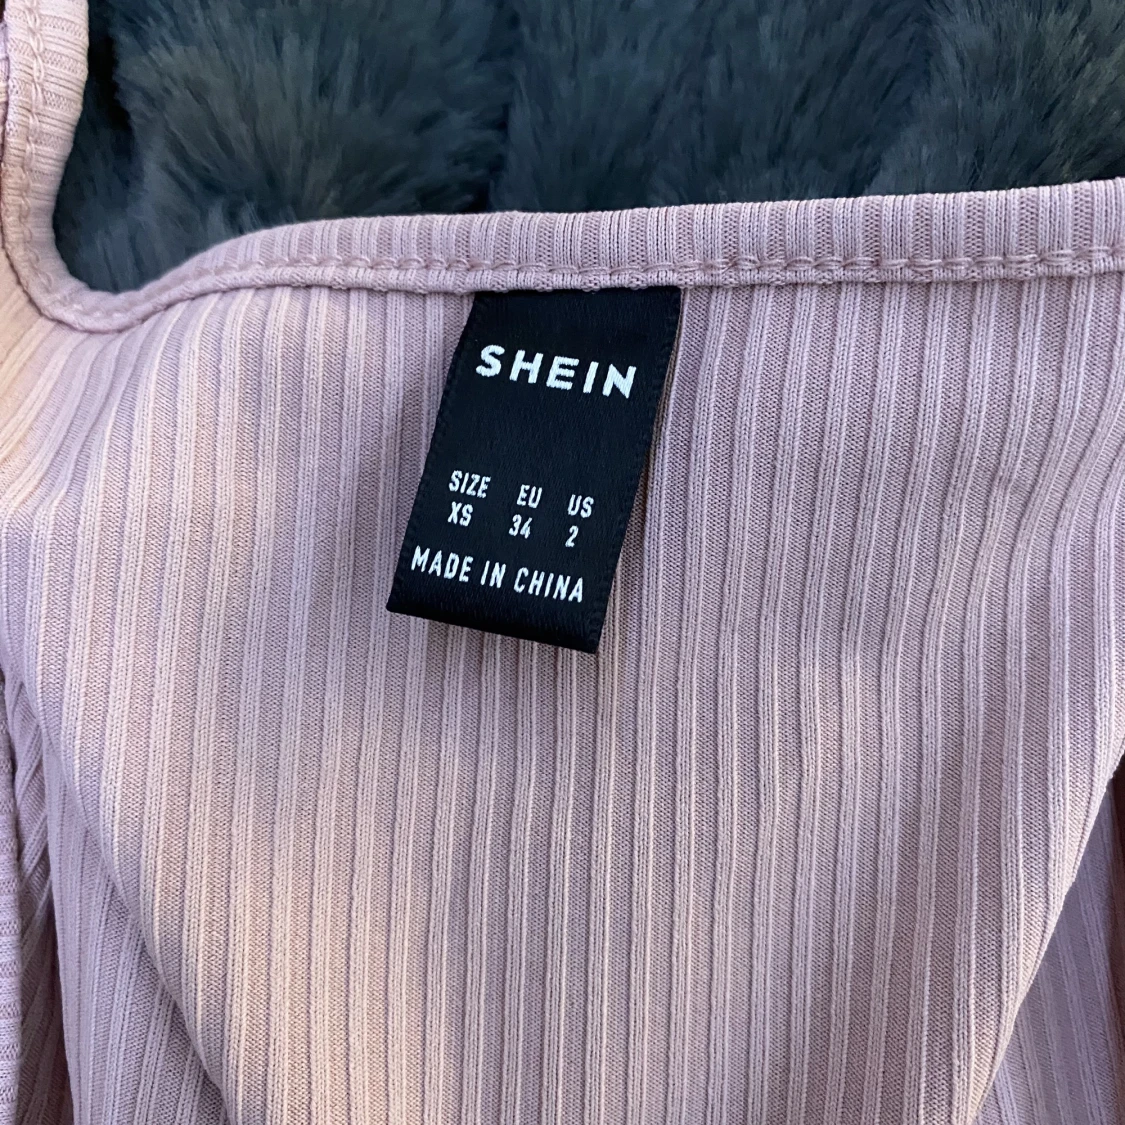 SHEIN
SIZE EU US
XS 34 2
MADE IN CHINA